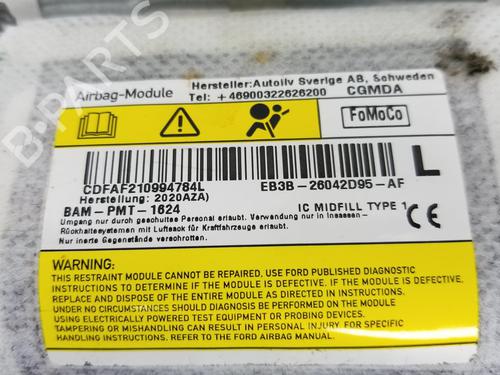 Airbag-Module
Hersteller:Autoliv Sverige AB, Schweden
Tel: +46900322626200 CGMDA
FoMoCo
CDFAF210994784L
EB3B-26042D95-AF
L
Herstellung: 2020AZA)
BAM-PMT-1624
IC MIDFILL TYPE 1
CE
Umgang nur durch geschultes Personal erlaubt. Verwendung nur in Insassen-
Rückhaltesystemen mit Luftsack für Kraftfahrzeuge erlaubt.
Nur inerte Gegenstände verschroten.
WARNING:
THIS RESTRAINT MODULE CANNOT BE REPAIRED, USE FORD PUBLISHED DIAGNOSTIC
INSTRUCTIONS TO DETERMINE IF THE MODULE IS DEFECTIVE. IF MODULE IS DEFECTIVE,
REPLACE AND DISPOSE OF THE ENTIRE MODULE AS DIRECTED IN INSTRUCTIONS.
UNDER NO CIRCUMSTANCES SHOULD DIAGNOSIS BE PERFORMED ON THE MODULE
USING ELECTRICALLY POWERED TEST EQUIPMENT OR PROBING DEVICES.
TAMPERING OR MISHANDLING CAN RESULT IN PERSONAL INJURY. FOR SPECIFIC
HANDLING INSTRUCTIONS, REFER TO THE FORD AIRBAG MANUAL.
B-PARTS